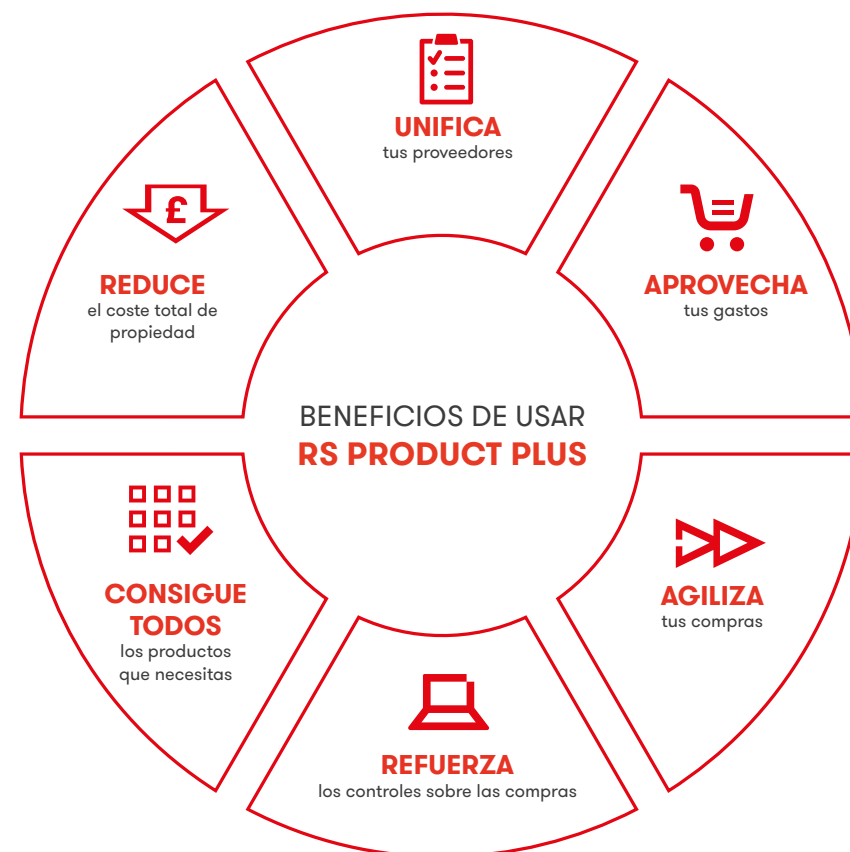 UNIFICA
tus proveedores
£
REDUCE
el coste total de
propiedad
APROVECHA
tus gastos
BENEFICIOS DE USAR
RS PRODUCT PLUS
CONSIGUE
TODOS
los productos
que necesitas
AGILIZA
tus compras
REFUERZA
los controles sobre las compras